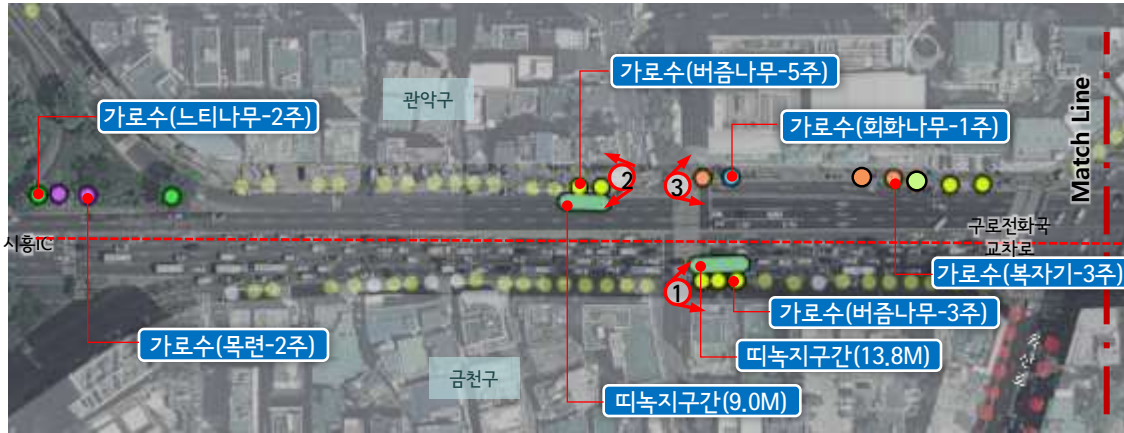 가로수(버즘나무-5주)
관악구
가로수(느티나무-2주)
가로수(회화나무-1주)
Match Line
2
3
시흥IC
구로전화국
교차로
가로수(복자기-3주)
1
가로수(버즘나무-3주)
가로수(목련-2주)
띠녹지구간(13.8M)
금천구
띠녹지구간(9.0M)